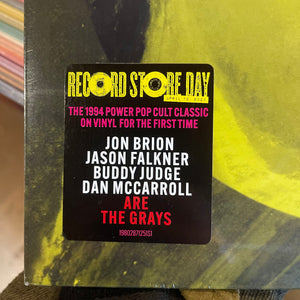 RECORD STORE DAY
THE 1994 POWER POP CULT CLASSIC
ON VINYL FOR THE FIRST TIME
JON BRION
JASON FALKNER
BUDDY JUDGE
DAN MCCARROLL
ARE
THE GRAYS